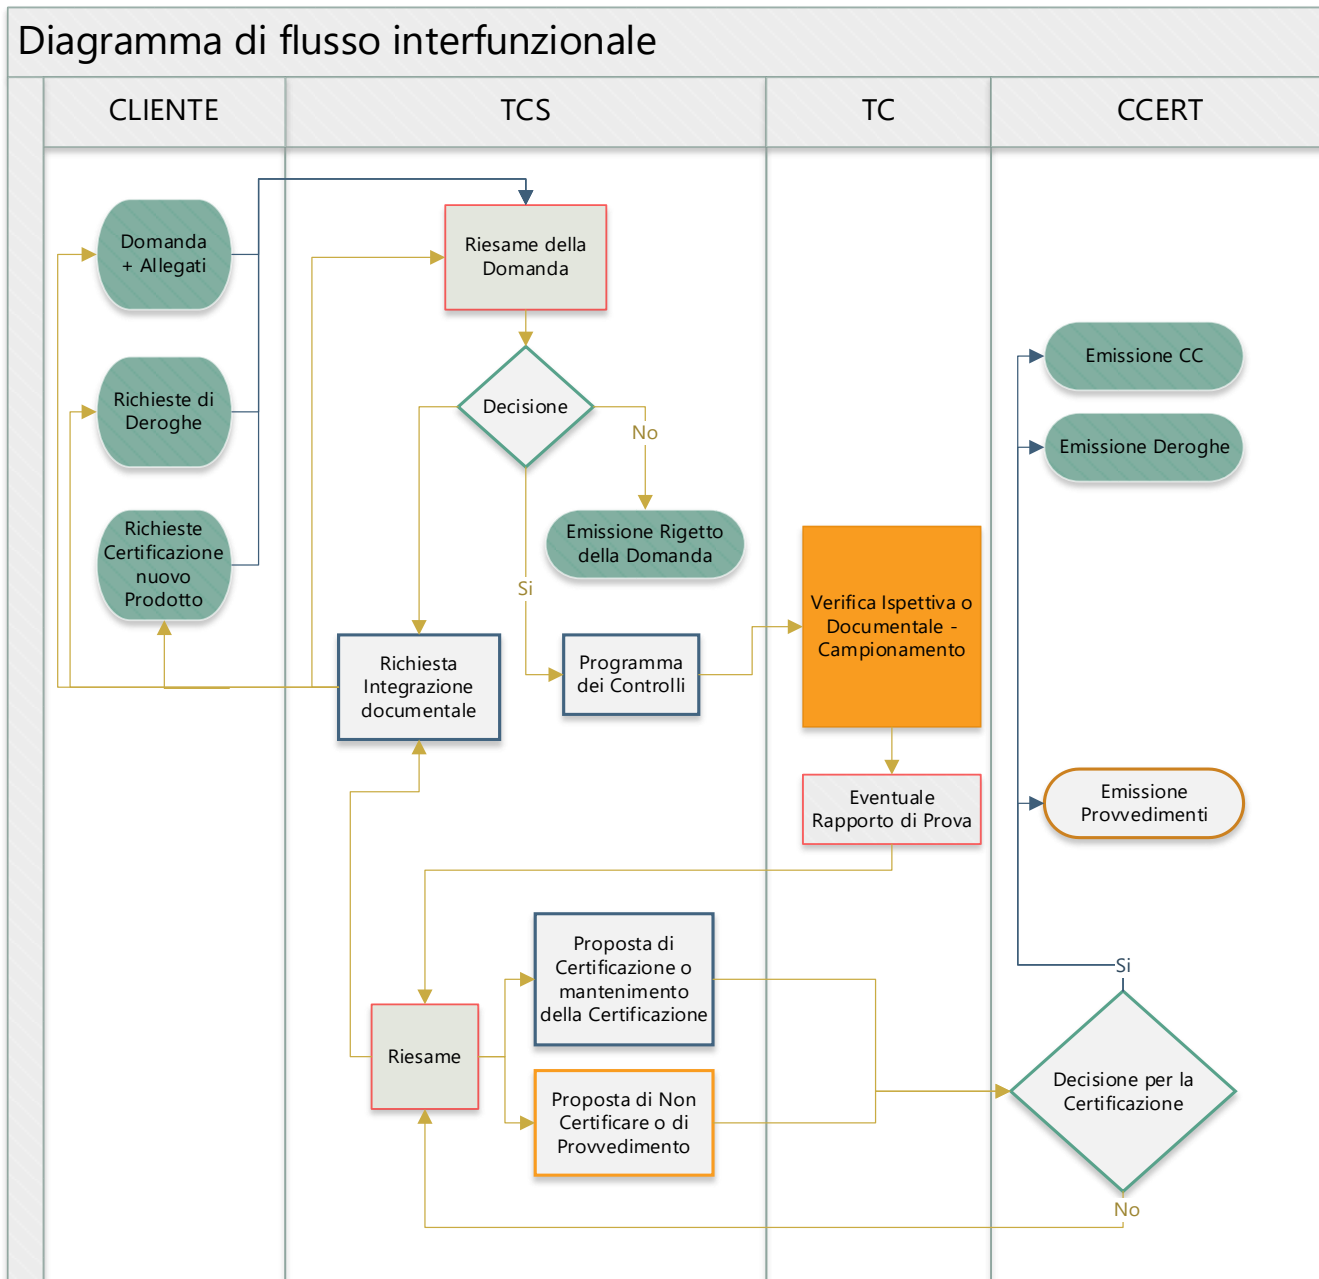 Diagramma di flusso interfunzionale
CLIENTE
TCS
TC
CCERT
Domanda
+ Allegati
Richieste di
Deroghe
Richieste
Certificazione
nuovo
Prodotto
Riesame della
Domanda
Decisione
No
Emissione Rigetto
della Domanda
Si
Richiesta
Integrazione
documentale
Programma
dei Controlli
Verifica Ispettiva o
Documentale -
Campionamento
Eventuale
Rapporto di Prova
Emissione CC
Emissione Deroghe
Emissione
Provvedimenti
Proposta di
Certificazione o
mantenimento
della Certificazione
Riesame
Proposta di Non
Certificare o di
Provvedimento
Si
Decisione per la
Certificazione
No